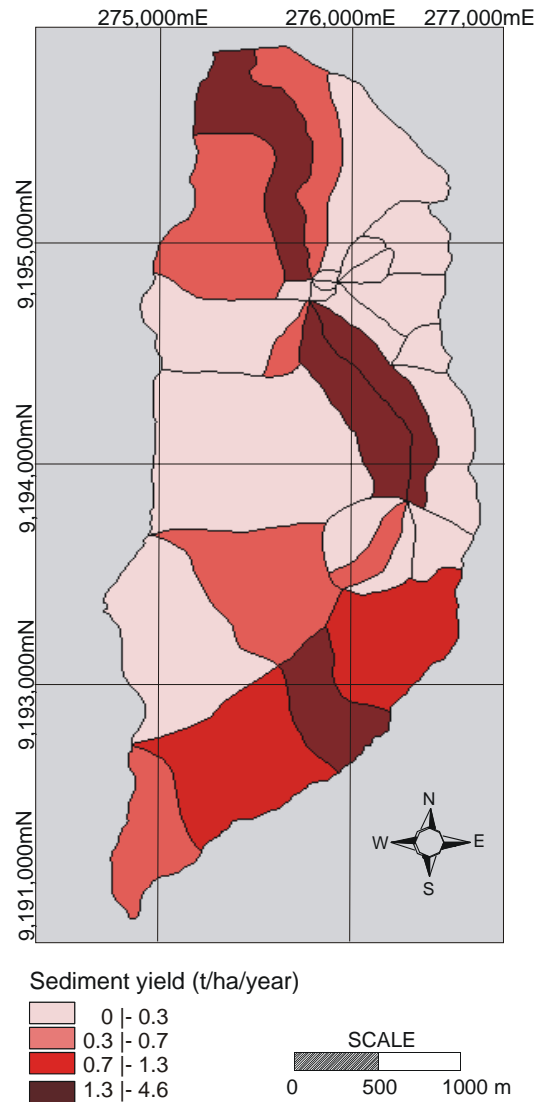 275,000mE 276,000mE 277,000mE
9,195,000mN
9,194,000mN
9,193,000mN
9,191,000mN
N
W E
S
Sediment yield (t/ha/year)
0 |- 0.3
0.3 |- 0.7
0.7 |- 1.3
1.3 |- 4.6
SCALE
0 500 1000 m